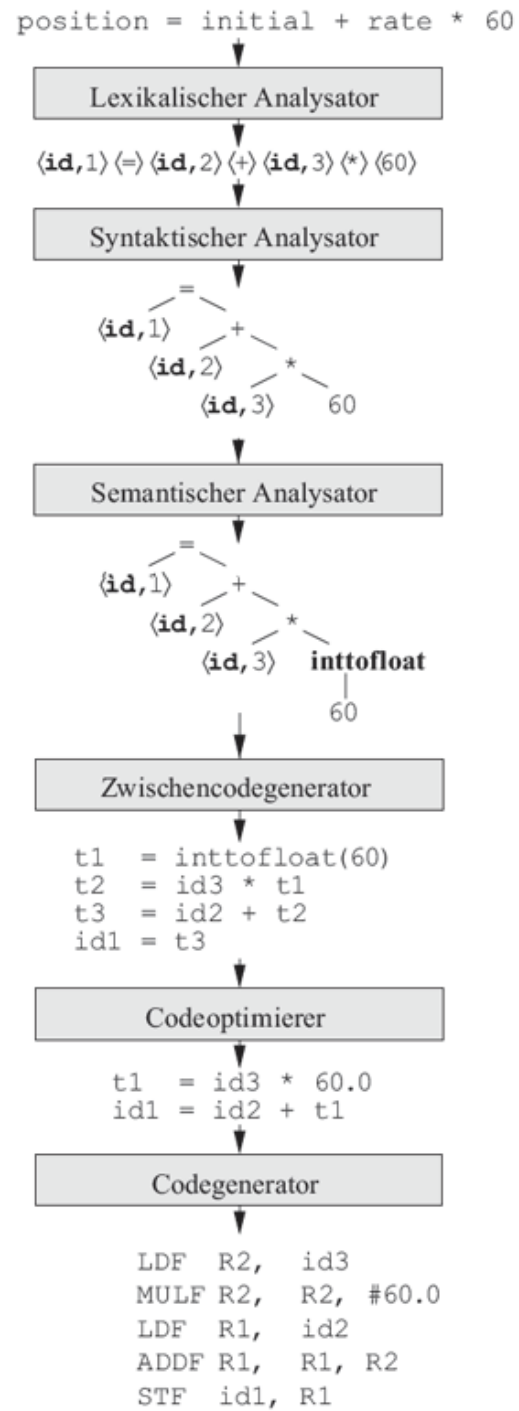 position = initial + rate * 60
Lexikalischer Analysator
⟨id,1⟩ ⟨=⟩ ⟨id,2⟩ ⟨+⟩ ⟨id,3⟩ ⟨*⟩ ⟨60⟩
Syntaktischer Analysator
=
⟨id,1⟩ +
⟨id,2⟩ *
⟨id,3⟩ 60
Semantischer Analysator
=
⟨id,1⟩ +
⟨id,2⟩ *
⟨id,3⟩ inttofloat
60
Zwischencodegenerator
t1 = inttofloat(60)
t2 = id3 * t1
t3 = id2 + t2
id1 = t3
Codeoptimierer
t1 = id3 * 60.0
id1 = id2 + t1
Codegenerator
LDF R2, id3
MULF R2, R2, #60.0
LDF R1, id2
ADDF R1, R1, R2
STF id1, R1